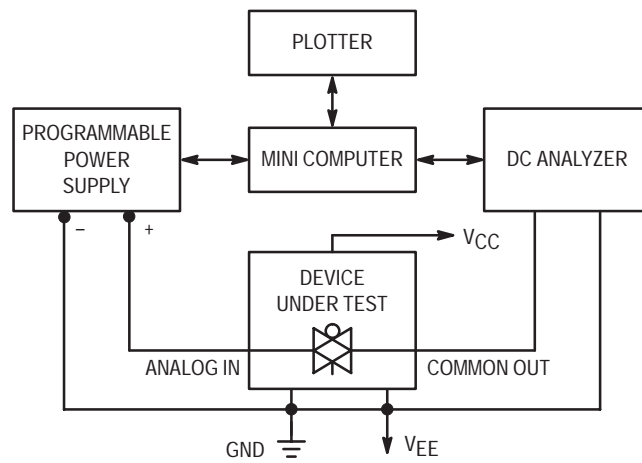 PLOTTER
PROGRAMMABLE
POWER
SUPPLY
MINI COMPUTER
DC ANALYZER
– +
VCC
DEVICE
UNDER TEST
ANALOG IN
COMMON OUT
GND
VEE